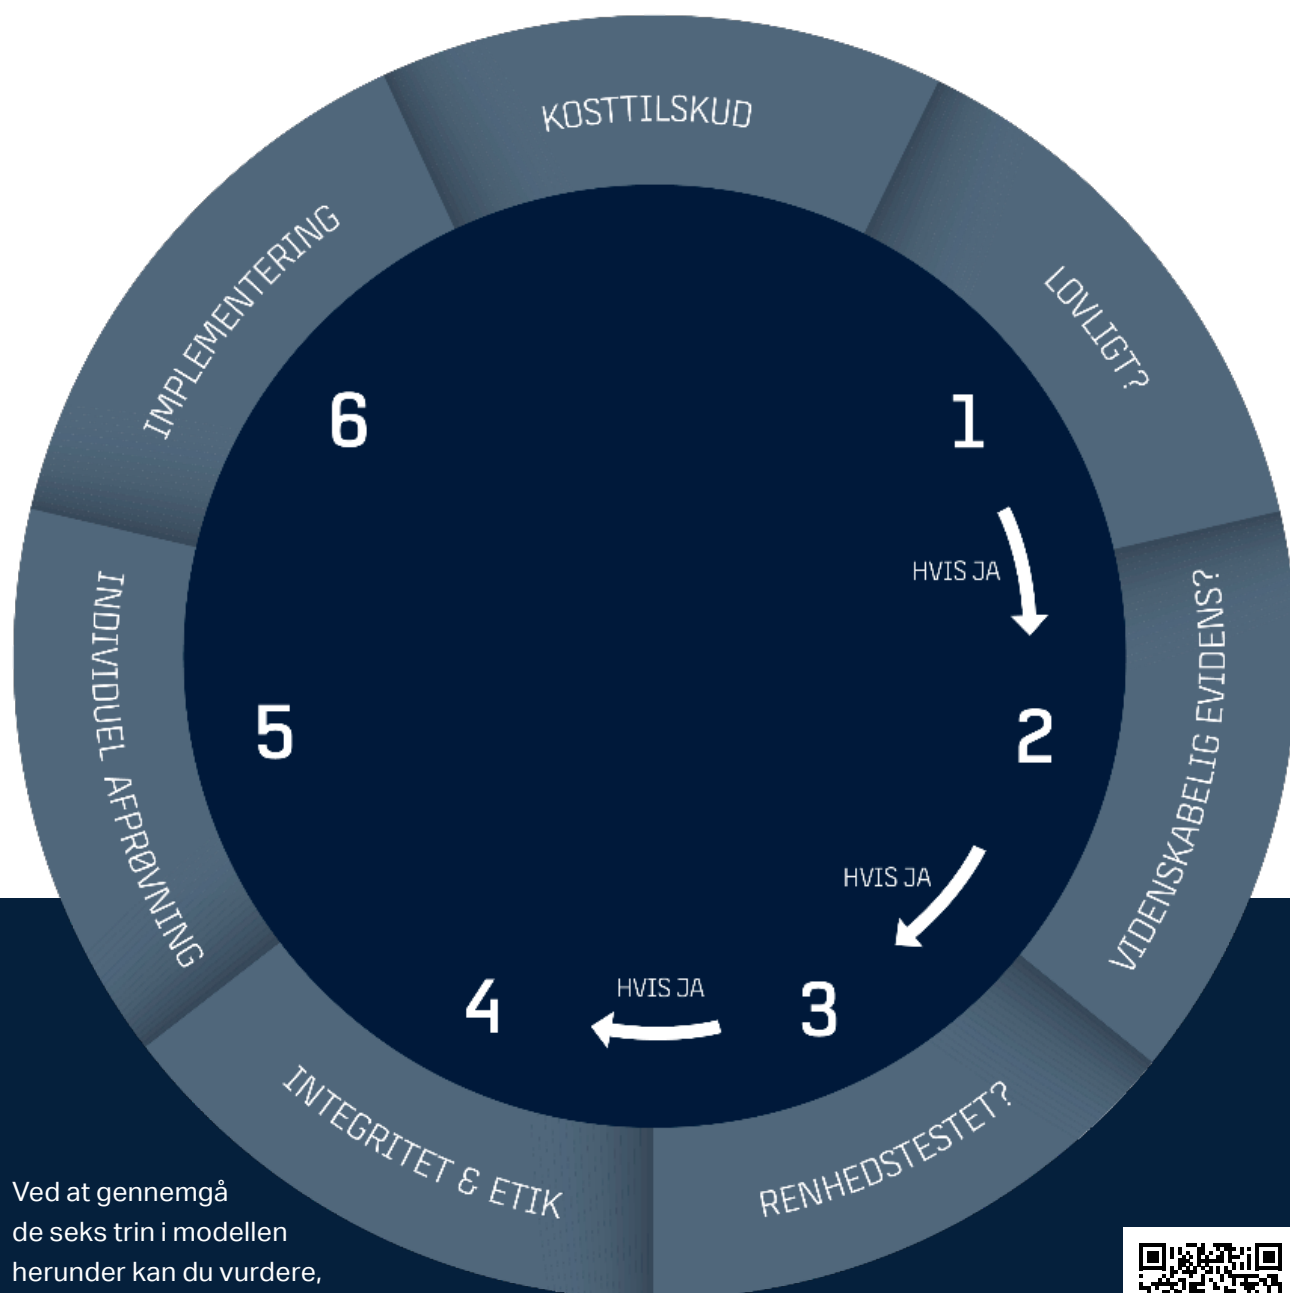 KOSTTILSKUD
LOVLIGT?
1
HVIS JA
VIDENSKABELIG EVIDENS?
2
HVIS JA
RENHEDSTESTET?
3
HVIS JA
INTEGRITET & ETIK
4
INDIVIDUEL AFPRØVNING
5
IMPLEMENTERING
6
Ved at gennemgå
de seks trin i modellen
herunder kan du vurdere,